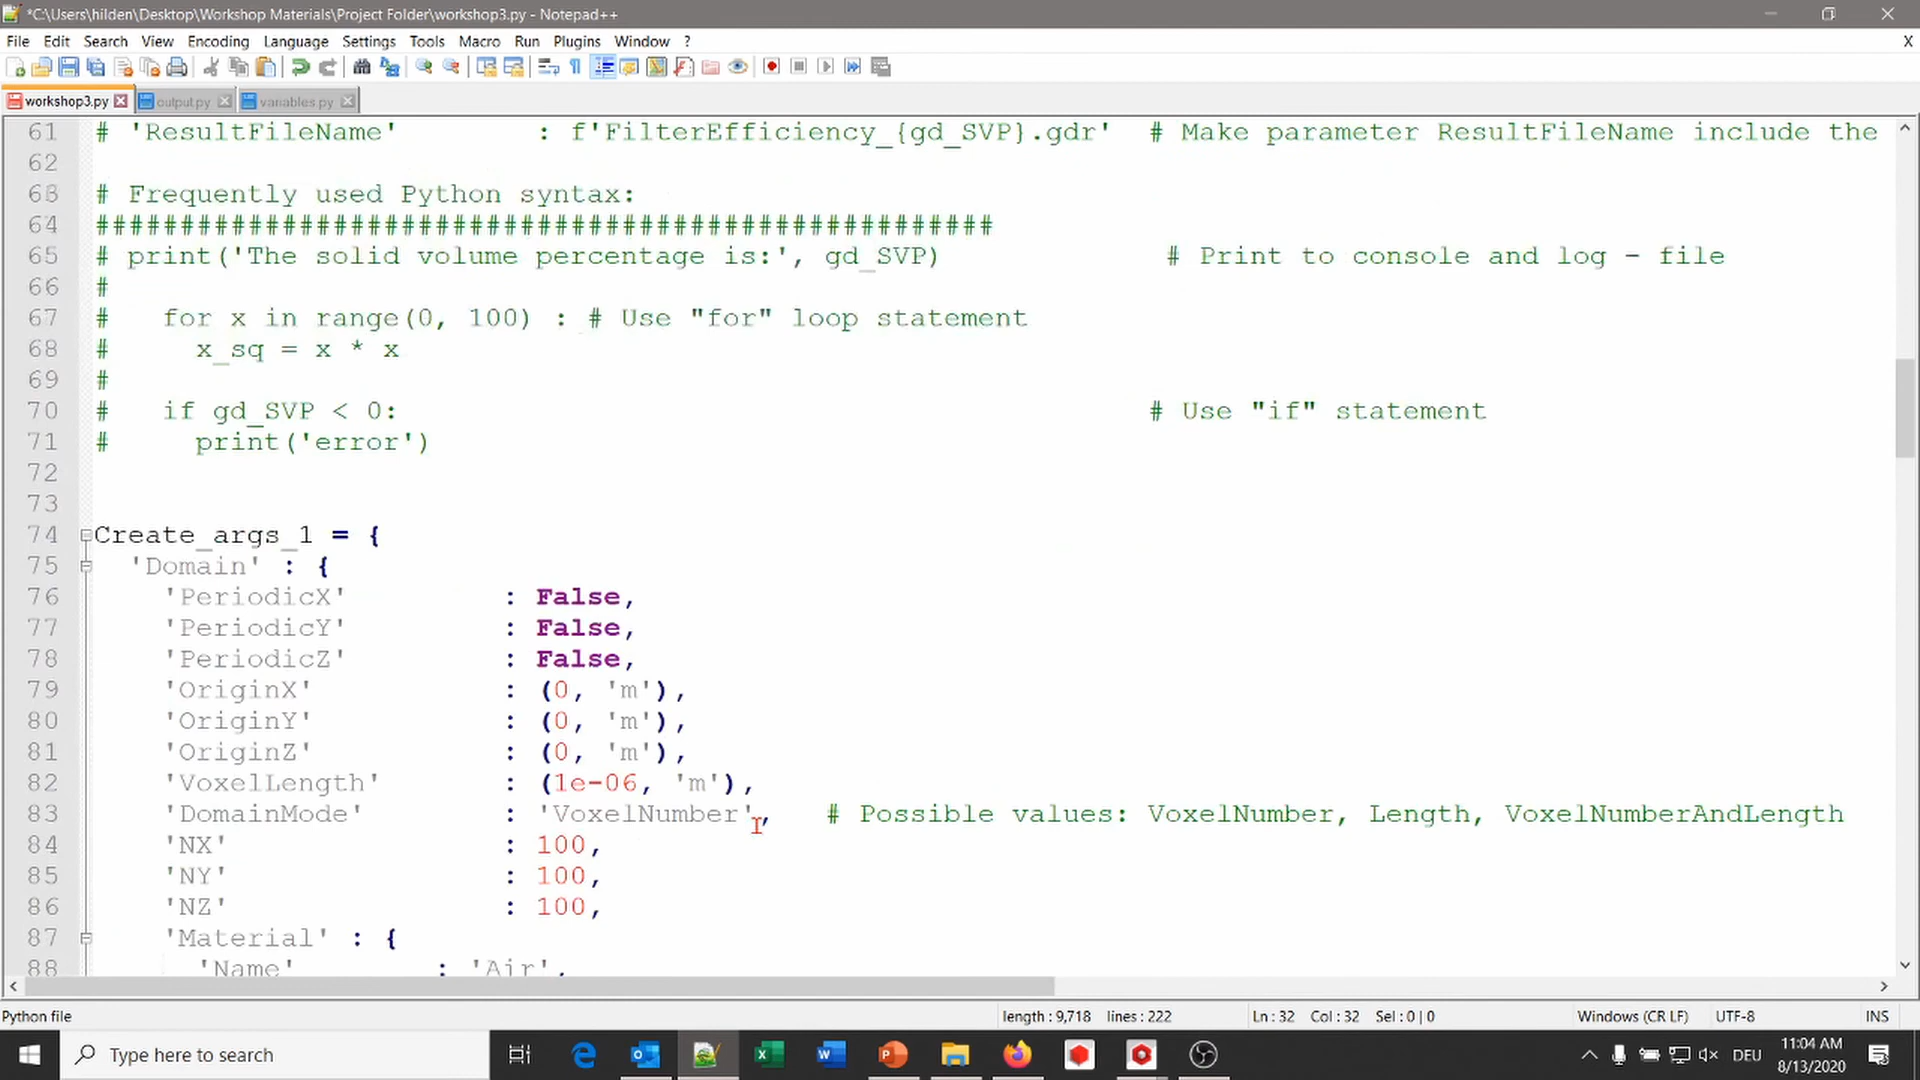 *C:\Users\hilden\Desktop\Workshop Materials\Project Folder\workshop3.py - Notepad++
File Edit Search View Encoding Language Settings Tools Macro Run Plugins Window ? X
workshop3.py output.py variables.py
61 # 'ResultFileName' : f'FilterEfficiency_{gd_SVP}.gdr' # Make parameter ResultFileName include the
62
63 # Frequently used Python syntax:
64 #####################################################
65 # print('The solid volume percentage is:', gd_SVP) # Print to console and log - file
66 #
67 # for x in range(0, 100) : # Use "for" loop statement
68 # x_sq = x * x
69 #
70 # if gd_SVP < 0: # Use "if" statement
71 # print('error')
72
73
74 Create_args_1 = {
75 'Domain' : {
76 'PeriodicX' : False,
77 'PeriodicY' : False,
78 'PeriodicZ' : False,
79 'OriginX' : (0, 'm'),
80 'OriginY' : (0, 'm'),
81 'OriginZ' : (0, 'm'),
82 'VoxelLength' : (1e-06, 'm'),
83 'DomainMode' : 'VoxelNumber', # Possible values: VoxelNumber, Length, VoxelNumberAndLength
84 'NX' : 100,
85 'NY' : 100,
86 'NZ' : 100,
87 'Material' : {
88 'Name' : 'Air',
Python file length : 9,718 lines : 222 Ln : 32 Col : 32 Sel : 0 | 0 Windows (CR LF) UTF-8 INS
Type here to search DEU 11:04 AM
8/13/2020